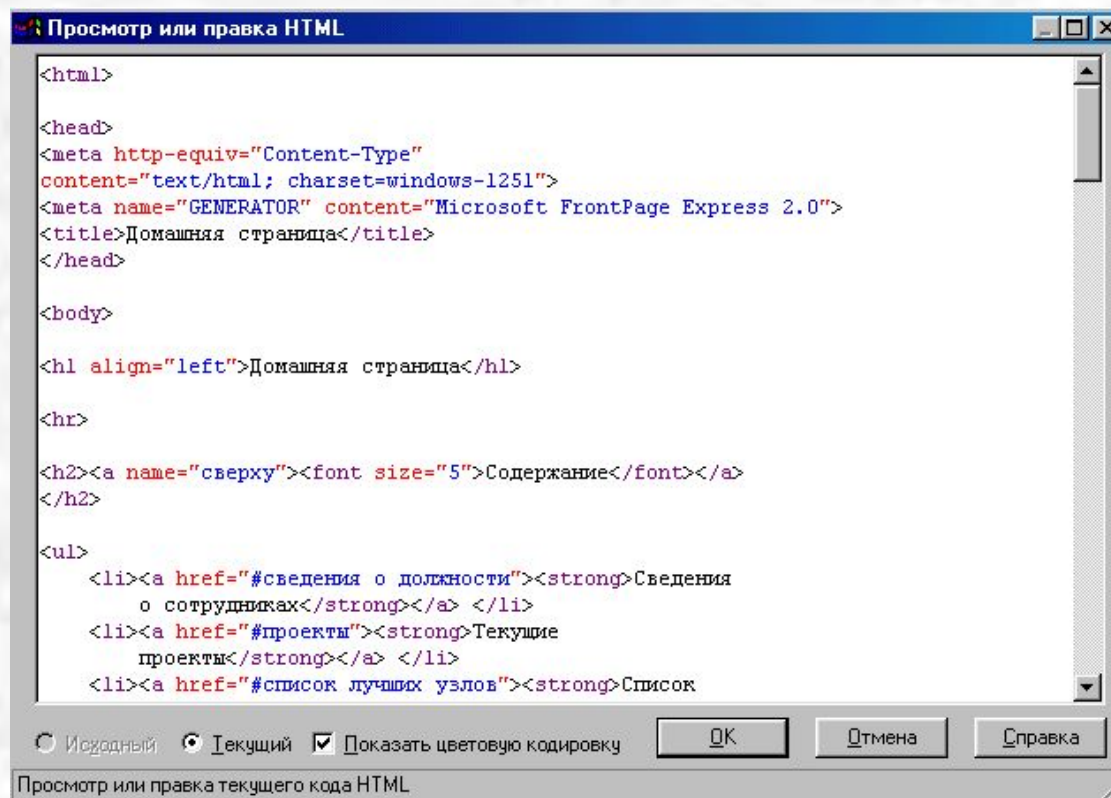 Просмотр или правка HTML
<html>
<head>
<meta http-equiv="Content-Type"
content="text/html; charset=windows-1251">
<meta name="GENERATOR" content="Microsoft FrontPage Express 2.0">
<title>Домашняя страница</title>
</head>
<body>
<h1 align="left">Домашняя страница</h1>
<hr>
<h2><a name="сверху"><font size="5">Содержание</font></a>
</h2>
<ul>
<li><a href="#сведения о должности"><strong>Сведения
о сотрудниках</strong></a> </li>
<li><a href="#проекты"><strong>Текущие
проекты</strong></a> </li>
<li><a href="#список лучших узлов"><strong>Список
Исходный Текущий Показать цветовую кодировку OK Отмена Справка
Просмотр или правка текущего кода HTML